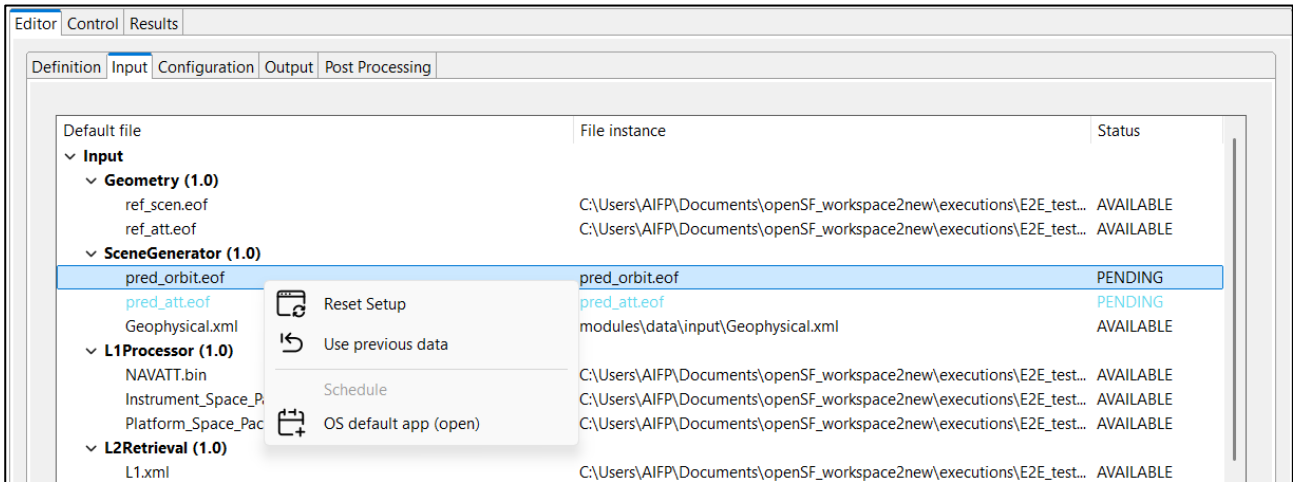 Editor Control Results
Definition Input Configuration Output Post Processing
Default file File instance Status
Input
Geometry (1.0)
ref_scen.eof C:\Users\AIFP\Documents\openSF_workspace2new\executions\E2E_test... AVAILABLE
ref_att.eof C:\Users\AIFP\Documents\openSF_workspace2new\executions\E2E_test... AVAILABLE
SceneGenerator (1.0)
pred_orbit.eof pred_orbit.eof PENDING
pred_att.eof pred_att.eof PENDING
Reset Setup
Geophysical.xml modules\data\input\Geophysical.xml AVAILABLE
Use previous data
L1Processor (1.0)
NAVATT.bin C:\Users\AIFP\Documents\openSF_workspace2new\executions\E2E_test... AVAILABLE
Schedule
Instrument_Space_P C:\Users\AIFP\Documents\openSF_workspace2new\executions\E2E_test... AVAILABLE
Platform_Space_Pac C:\Users\AIFP\Documents\openSF_workspace2new\executions\E2E_test... AVAILABLE
OS default app (open)
L2Retrieval (1.0)
L1.xml C:\Users\AIFP\Documents\openSF_workspace2new\executions\E2E_test... AVAILABLE